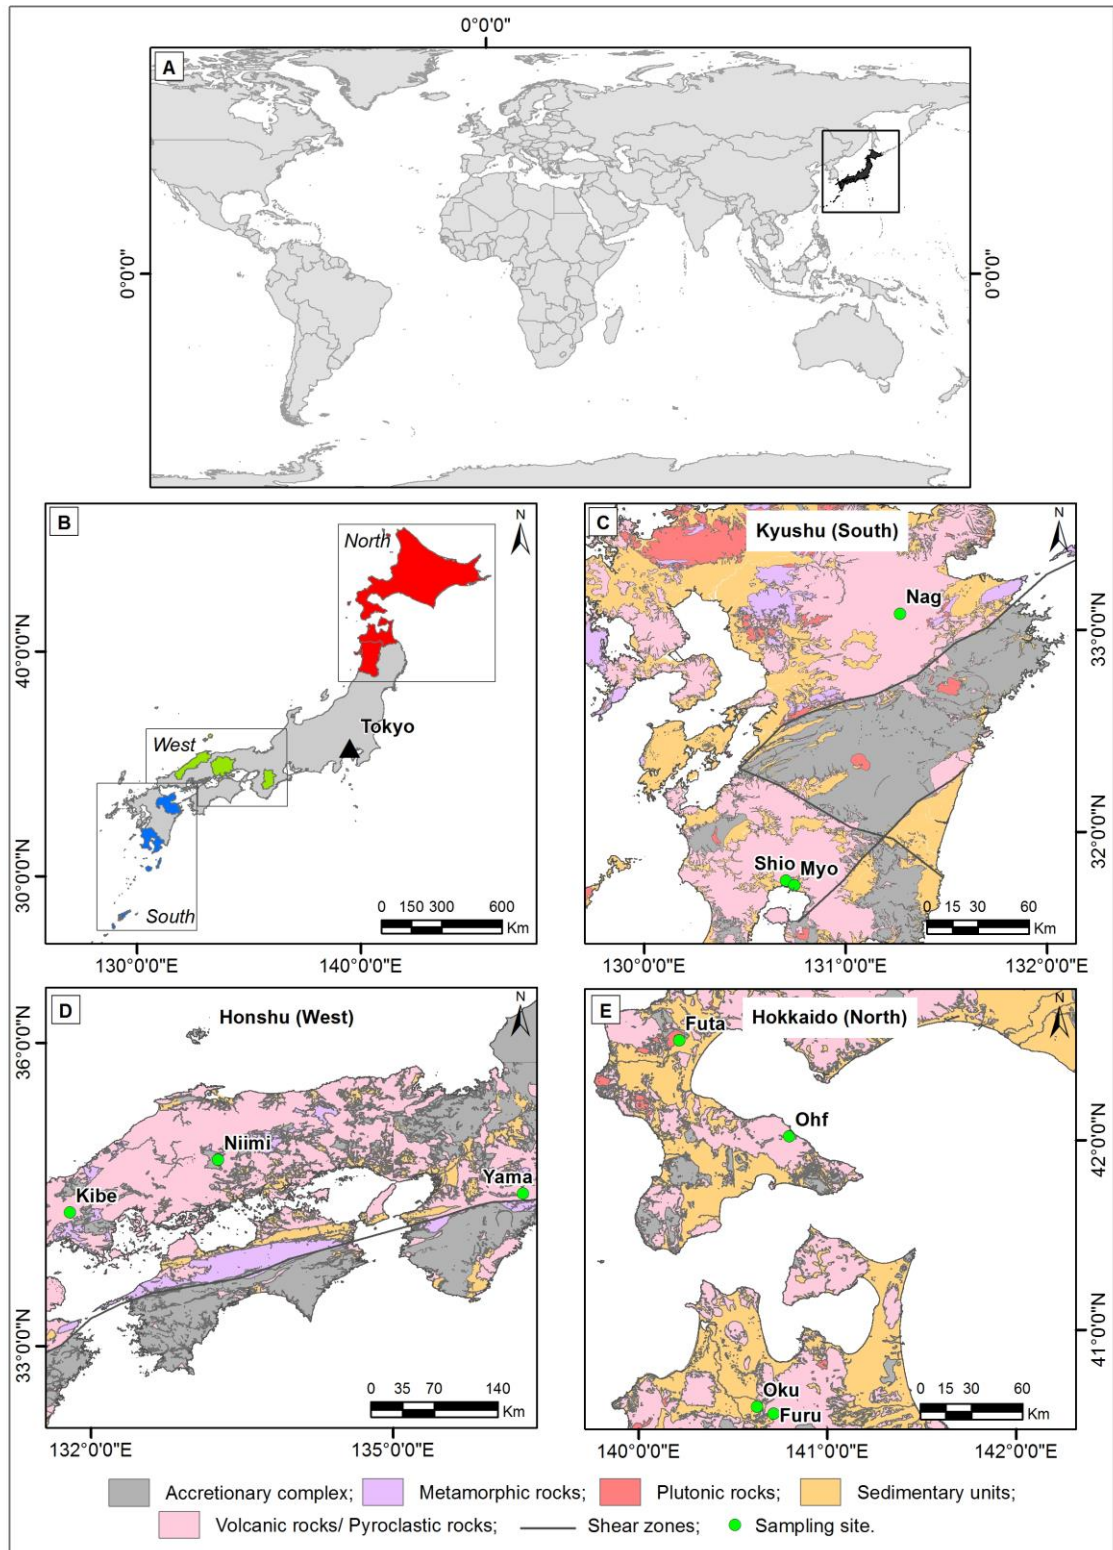 0°0'0"
A
0°0'0"
0°0'0"
B
N
North
West
Tokyo
South
40°0'0"N
30°0'0"N
0 150 300 600
Km
130°0'0"E 140°0'0"E
C
Kyushu (South)
N
Nag
Shio Myo
33°0'0"N
32°0'0"N
0 15 30 60
Km
130°0'0"E 131°0'0"E 132°0'0"E
D
Honshu (West)
N
Niimi
Kibe
Yama
36°0'0"N
33°0'0"N
0 35 70 140
Km
132°0'0"E 135°0'0"E
E
Hokkaido (North)
N
Futa
Ohf
Oku
Furu
42°0'0"N
41°0'0"N
0 15 30 60
Km
140°0'0"E 141°0'0"E 142°0'0"E
Accretionary complex; Metamorphic rocks; Plutonic rocks; Sedimentary units;
Volcanic rocks/ Pyroclastic rocks; Shear zones; Sampling site.